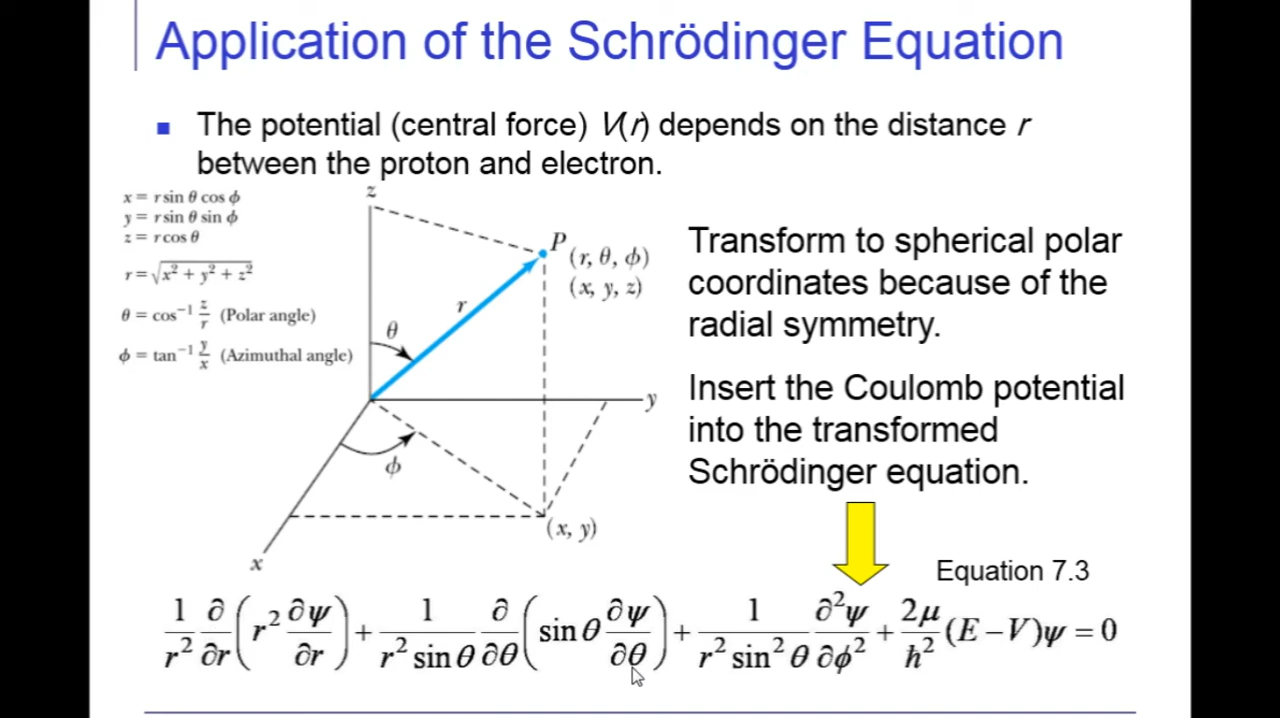 Application of the Schrödinger Equation
■ The potential (central force) V(r) depends on the distance r
between the proton and electron.
x = r sin θ cos ϕ
y = r sin θ sin ϕ
z = r cos θ
r = √(x² + y² + z²)
θ = cos⁻¹ z/r (Polar angle)
ϕ = tan⁻¹ y/x (Azimuthal angle)
z
P
(r, θ, ϕ)
(x, y, z)
r
θ
y
ϕ
(x, y)
x
Transform to spherical polar
coordinates because of the
radial symmetry.
Insert the Coulomb potential
into the transformed
Schrödinger equation.
Equation 7.3
1/r² ∂/∂r (r² ∂ψ/∂r) + 1/(r² sin θ) ∂/∂θ (sin θ ∂ψ/∂θ) + 1/(r² sin² θ) ∂²ψ/∂ϕ² + 2μ/ħ² (E − V)ψ = 0